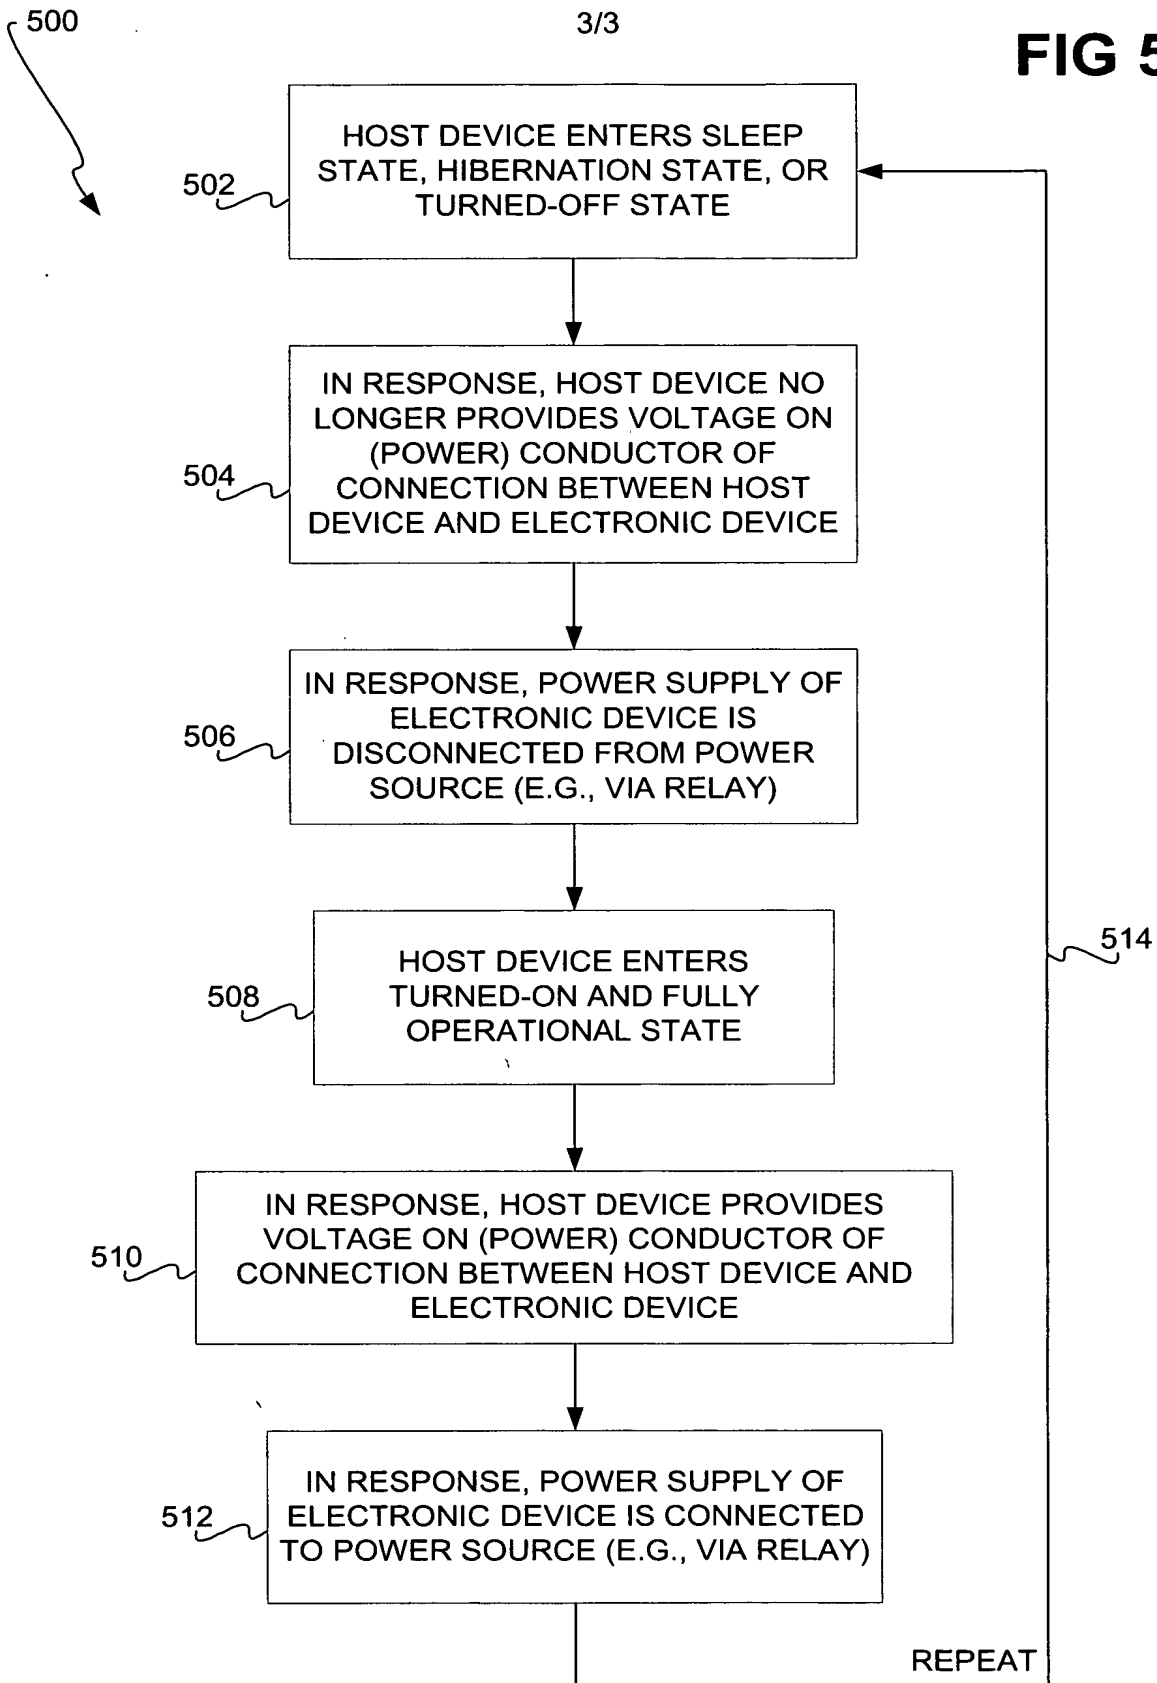 500
3/3
FIG 5
HOST DEVICE ENTERS SLEEP
STATE, HIBERNATION STATE, OR
TURNED-OFF STATE
502
IN RESPONSE, HOST DEVICE NO
LONGER PROVIDES VOLTAGE ON
(POWER) CONDUCTOR OF
CONNECTION BETWEEN HOST
DEVICE AND ELECTRONIC DEVICE
504
IN RESPONSE, POWER SUPPLY OF
ELECTRONIC DEVICE IS
DISCONNECTED FROM POWER
SOURCE (E.G., VIA RELAY)
506
HOST DEVICE ENTERS
TURNED-ON AND FULLY
OPERATIONAL STATE
508
514
IN RESPONSE, HOST DEVICE PROVIDES
VOLTAGE ON (POWER) CONDUCTOR OF
CONNECTION BETWEEN HOST DEVICE AND
ELECTRONIC DEVICE
510
IN RESPONSE, POWER SUPPLY OF
ELECTRONIC DEVICE IS CONNECTED
TO POWER SOURCE (E.G., VIA RELAY)
512
REPEAT